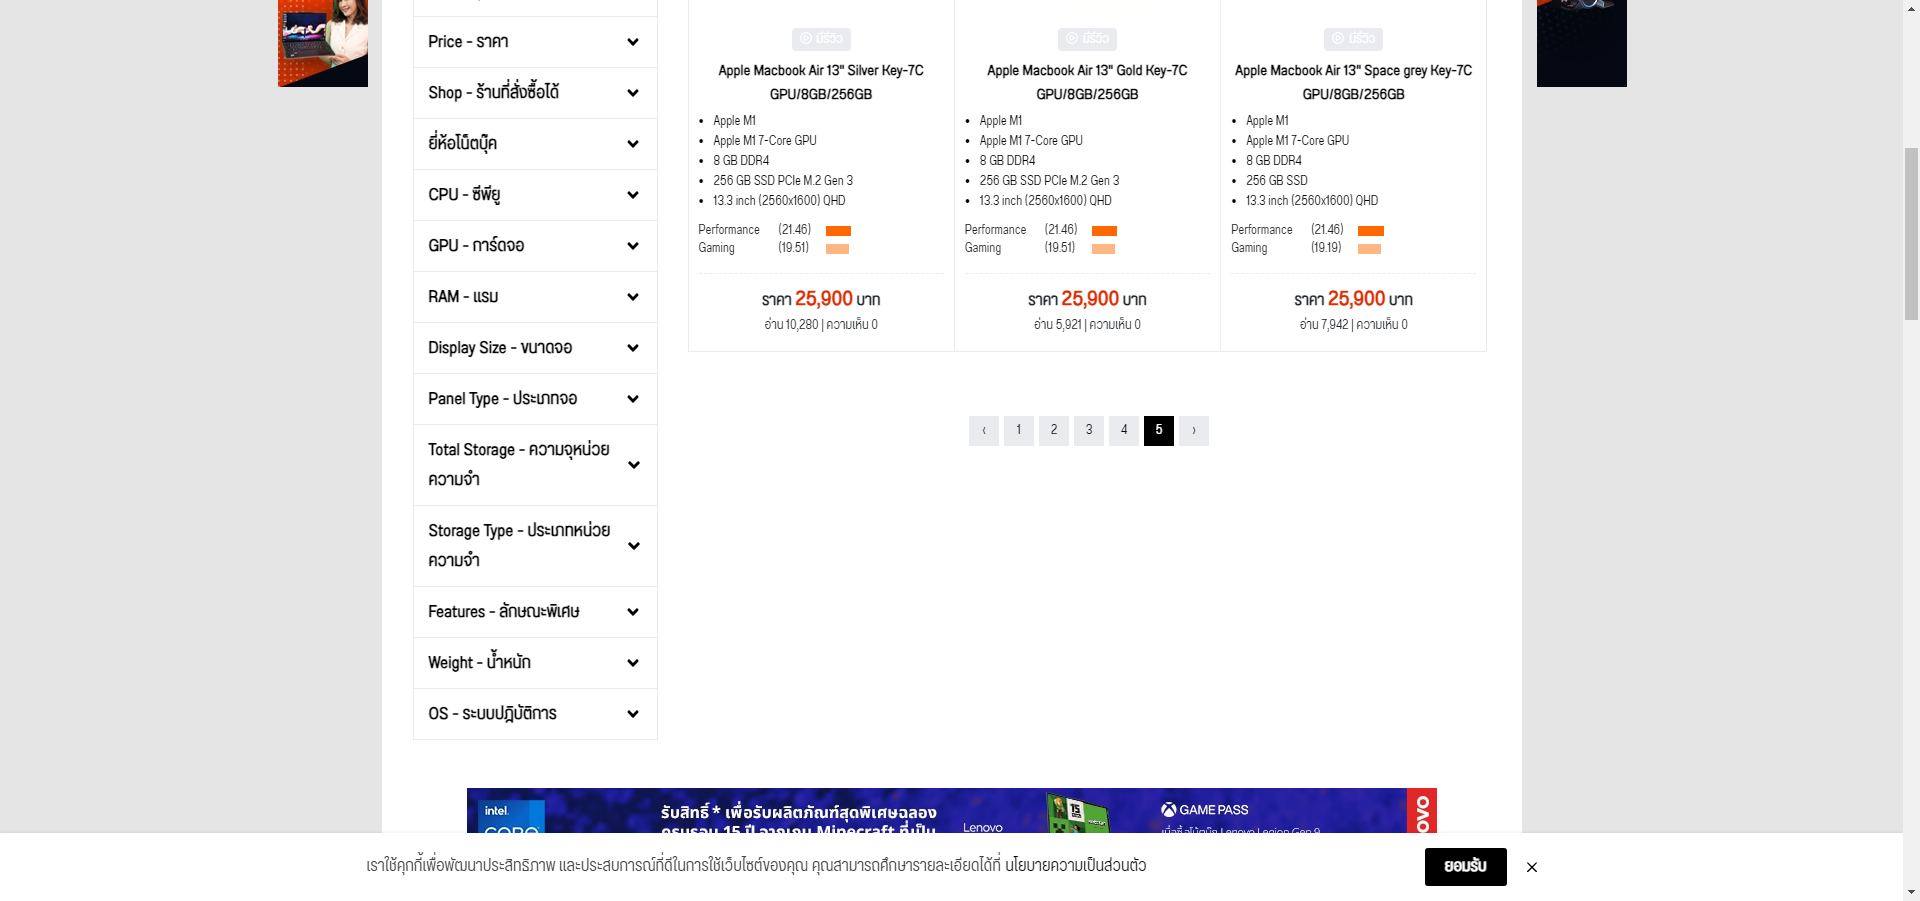 Price - ราคา
Shop - ร้านที่สั่งซื้อได้
ยี่ห้อโน็ตบุ๊ค
CPU - ซีพียู
GPU - การ์ดจอ
RAM - แรม
Display Size - ขนาดจอ
Panel Type - ประเภทจอ
Total Storage - ความจุหน่วย
ความจำ
Storage Type - ประเภทหน่วย
ความจำ
Features - ลักษณะพิเศษ
Weight - น้ำหนัก
OS - ระบบปฎิบัติการ
มีรีวิว
Apple Macbook Air 13" Silver Key-7C
GPU/8GB/256GB
• Apple M1
• Apple M1 7-Core GPU
• 8 GB DDR4
• 256 GB SSD PCIe M.2 Gen 3
• 13.3 inch (2560x1600) QHD
Performance (21.46)
Gaming (19.51)
ราคา 25,900 บาท
อ่าน 10,280 | ความเห็น 0
มีรีวิว
Apple Macbook Air 13" Gold Key-7C
GPU/8GB/256GB
• Apple M1
• Apple M1 7-Core GPU
• 8 GB DDR4
• 256 GB SSD PCIe M.2 Gen 3
• 13.3 inch (2560x1600) QHD
Performance (21.46)
Gaming (19.51)
ราคา 25,900 บาท
อ่าน 5,921 | ความเห็น 0
มีรีวิว
Apple Macbook Air 13" Space grey Key-7C
GPU/8GB/256GB
• Apple M1
• Apple M1 7-Core GPU
• 8 GB DDR4
• 256 GB SSD
• 13.3 inch (2560x1600) QHD
Performance (21.46)
Gaming (19.19)
ราคา 25,900 บาท
อ่าน 7,942 | ความเห็น 0
‹ 1 2 3 4 5 ›
intel.
CORE
รับสิทธิ์ * เพื่อรับผลิตภัณฑ์สุดพิเศษฉลอง
ครบรอบ 15 ปี จากเกม Minecraft ที่เป็น
Lenovo
15
GAME PASS
เมื่อซื้อโน้ตบุ๊ก Lenovo Legion Gen 9
เราใช้คุกกี้เพื่อพัฒนาประสิทธิภาพ และประสบการณ์ที่ดีในการใช้เว็บไซต์ของคุณ คุณสามารถศึกษารายละเอียดได้ที่ นโยบายความเป็นส่วนตัว
ยอมรับ